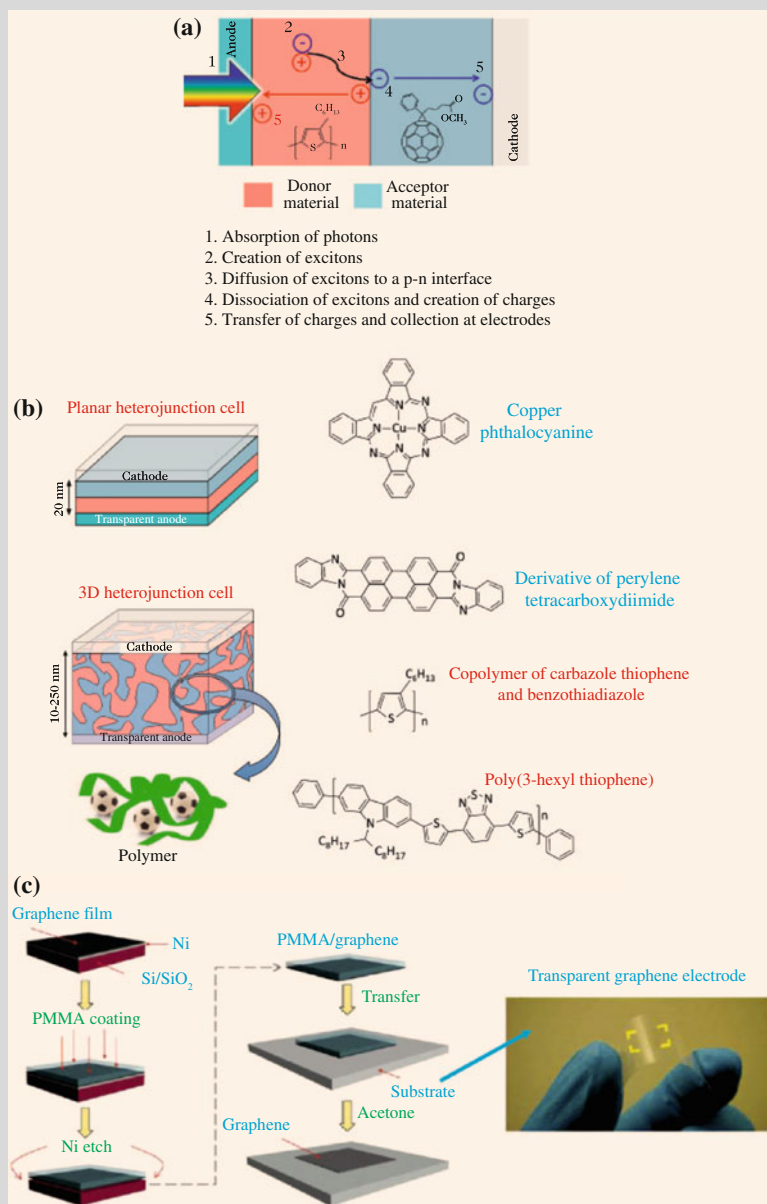 (a)
Anode
1
2
3
4
5
5
C₆H₁₃
S
n
O
OCH₃
Cathode
Donor
material
Acceptor
material
1. Absorption of photons
2. Creation of excitons
3. Diffusion of excitons to a p-n interface
4. Dissociation of excitons and creation of charges
5. Transfer of charges and collection at electrodes
(b)
Planar heterojunction cell
Cathode
20 nm
Transparent anode
N N
N N
N Cu N
N N
N
Copper
phthalocyanine
N O
N N
O N
Derivative of perylene
tetracarboxydiimide
3D heterojunction cell
Cathode
10-250 nm
Transparent anode
Polymer
C₆H₁₃
S
n
Copolymer of carbazole thiophene
and benzothiadiazole
Poly(3-hexyl thiophene)
S
N N
n
N
S
S
C₈H₁₇ C₈H₁₇
(c)
Graphene film
Ni
Si/SiO₂
PMMA coating
Ni etch
PMMA/graphene
Transfer
Substrate
Acetone
Graphene
Transparent graphene electrode